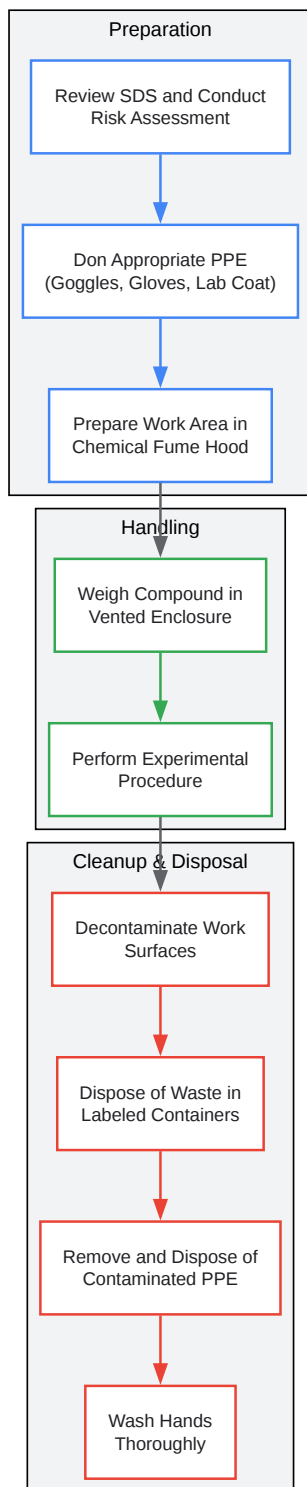 Preparation
Review SDS and Conduct
Risk Assessment
Don Appropriate PPE
(Goggles, Gloves, Lab Coat)
Prepare Work Area in
Chemical Fume Hood
Handling
Weigh Compound in
Vented Enclosure
Perform Experimental
Procedure
Cleanup & Disposal
Decontaminate Work
Surfaces
Dispose of Waste in
Labeled Containers
Remove and Dispose of
Contaminated PPE
Wash Hands
Thoroughly